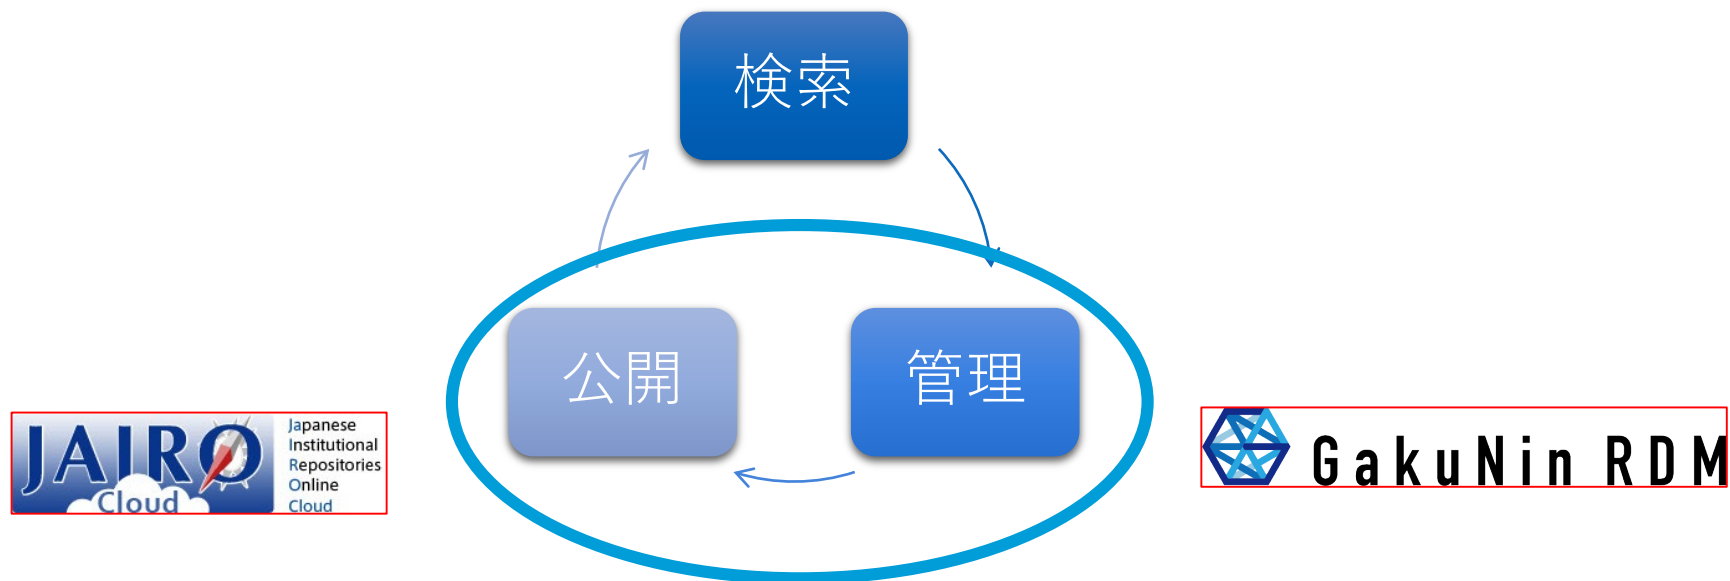 検索
公開
管理
JAIRO
Cloud
Japanese
Institutional
Repositories
Online
Cloud
GakuNin RDM